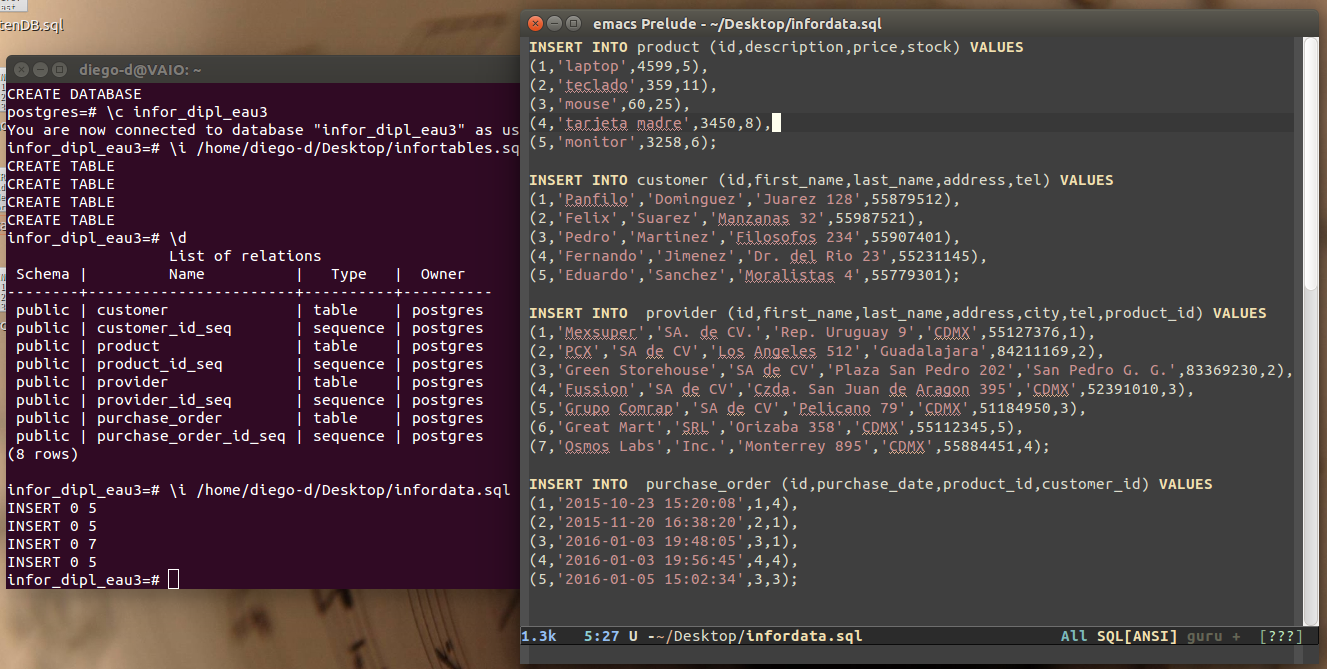 tenDB.sql
diego-d@VAIO: ~
CREATE DATABASE
postgres=# \c infor_dipl_eau3
You are now connected to database "infor_dipl_eau3" as us
infor_dipl_eau3=# \i /home/diego-d/Desktop/infortables.sq
CREATE TABLE
CREATE TABLE
CREATE TABLE
CREATE TABLE
infor_dipl_eau3=# \d
List of relations
Schema | Name | Type | Owner
--------+-----------------------+----------+----------
public | customer | table | postgres
public | customer_id_seq | sequence | postgres
public | product | table | postgres
public | product_id_seq | sequence | postgres
public | provider | table | postgres
public | provider_id_seq | sequence | postgres
public | purchase_order | table | postgres
public | purchase_order_id_seq | sequence | postgres
(8 rows)
infor_dipl_eau3=# \i /home/diego-d/Desktop/infordata.sql
INSERT 0 5
INSERT 0 5
INSERT 0 7
INSERT 0 5
infor_dipl_eau3=#
emacs Prelude - ~/Desktop/infordata.sql
INSERT INTO product (id,description,price,stock) VALUES
(1,'laptop',4599,5),
(2,'teclado',359,11),
(3,'mouse',60,25),
(4,'tarjeta madre',3450,8),
(5,'monitor',3258,6);
INSERT INTO customer (id,first_name,last_name,address,tel) VALUES
(1,'Panfilo','Dominguez','Juarez 128',55879512),
(2,'Felix','Suarez','Manzanas 32',55987521),
(3,'Pedro','Martinez','Filosofos 234',55907401),
(4,'Fernando','Jimenez','Dr. del Rio 23',55231145),
(5,'Eduardo','Sanchez','Moralistas 4',55779301);
INSERT INTO  provider (id,first_name,last_name,address,city,tel,product_id) VALUES
(1,'Mexsuper','SA. de CV.','Rep. Uruguay 9','CDMX',55127376,1),
(2,'PCX','SA de CV','Los Angeles 512','Guadalajara',84211169,2),
(3,'Green Storehouse','SA de CV','Plaza San Pedro 202','San Pedro G. G.',83369230,2),
(4,'Fussion','SA de CV','Czda. San Juan de Aragon 395','CDMX',52391010,3),
(5,'Grupo Comrap','SA de CV','Pelicano 79','CDMX',51184950,3),
(6,'Great Mart','SRL','Orizaba 358','CDMX',55112345,5),
(7,'Osmos Labs','Inc.','Monterrey 895','CDMX',55884451,4);
INSERT INTO  purchase_order (id,purchase_date,product_id,customer_id) VALUES
(1,'2015-10-23 15:20:08',1,4),
(2,'2015-11-20 16:38:20',2,1),
(3,'2016-01-03 19:48:05',3,1),
(4,'2016-01-03 19:56:45',4,4),
(5,'2016-01-05 15:02:34',3,3);
1.3k 5:27 U --~/Desktop/infordata.sql All SQL[ANSI] guru + [???]